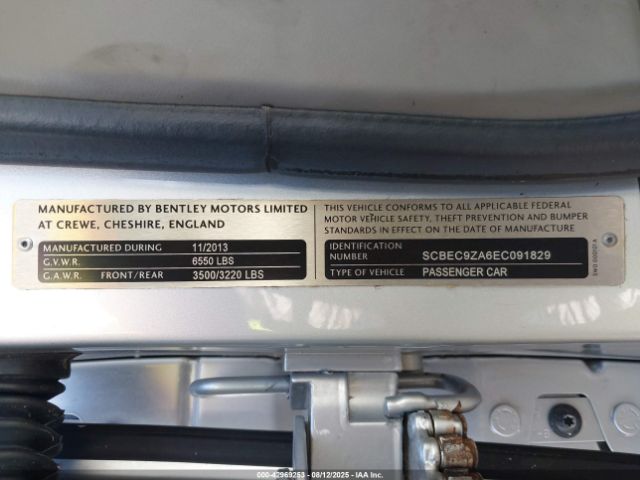 MANUFACTURED BY BENTLEY MOTORS LIMITED
AT CREWE, CHESHIRE, ENGLAND
MANUFACTURED DURING 11/2013
G.V.W.R. 6550 LBS
G.A.W.R. FRONT/REAR 3500/3220 LBS
THIS VEHICLE CONFORMS TO ALL APPLICABLE FEDERAL
MOTOR VEHICLE SAFETY, THEFT PREVENTION AND BUMPER
STANDARDS IN EFFECT ON THE DATE OF MANUFACTURE
IDENTIFICATION
NUMBER SCBEC9ZA6EC091829
TYPE OF VEHICLE PASSENGER CAR
000-42969253 - 08/12/2025 - IAA Inc.